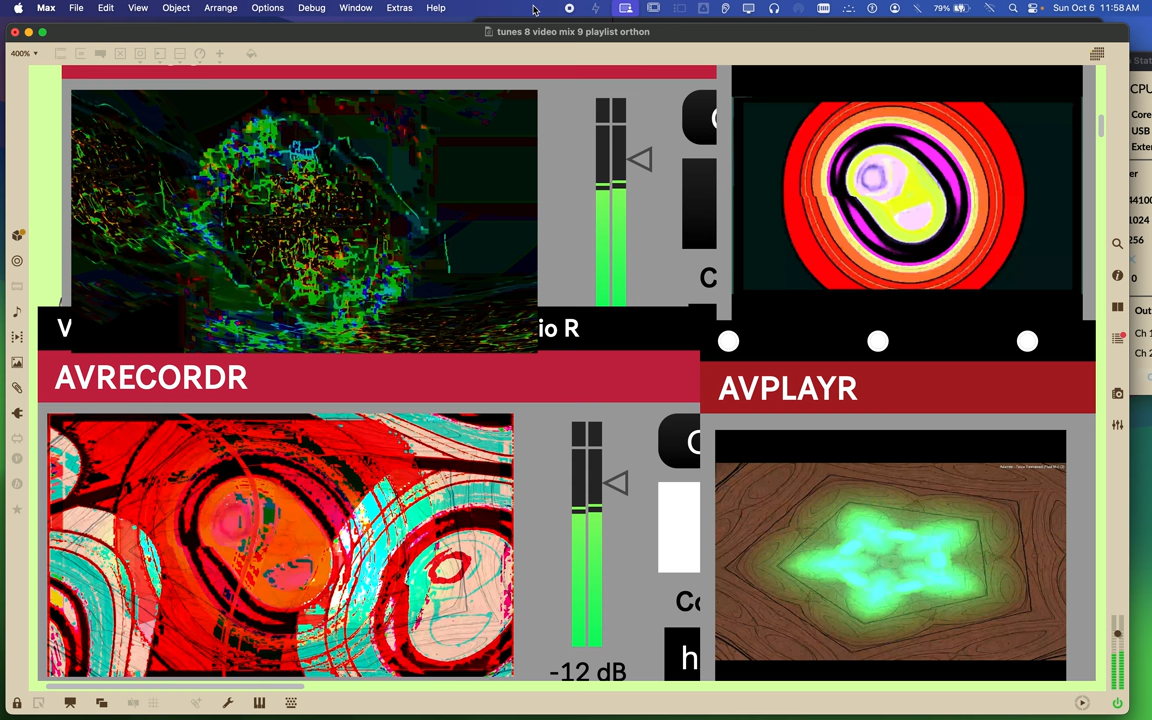 Max File Edit View Object Arrange Options Debug Window Extras Help 79% Sun Oct 6 11:58 AM
tunes 8 video mix 9 playlist orthon
400%
CPU
Core
USB
Exter
er
44100
1024
256
0
Out
Ch 1
Ch 2
C
V io R
AVRECORDR
AVPLAYR
Co
h
-12 dB